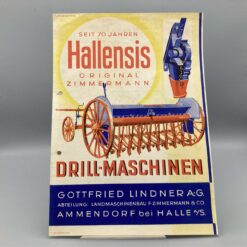 SEIT 70 JAHREN
Hallensis
ORIGINAL
ZIMMERMANN
DRILL-MASCHINEN
GOTTFRIED LINDNER A-G.
ABTEILUNG: LANDMASCHINENBAU F. ZIMMERMANN & CO
AMMENDORF bei HALLE a/S.